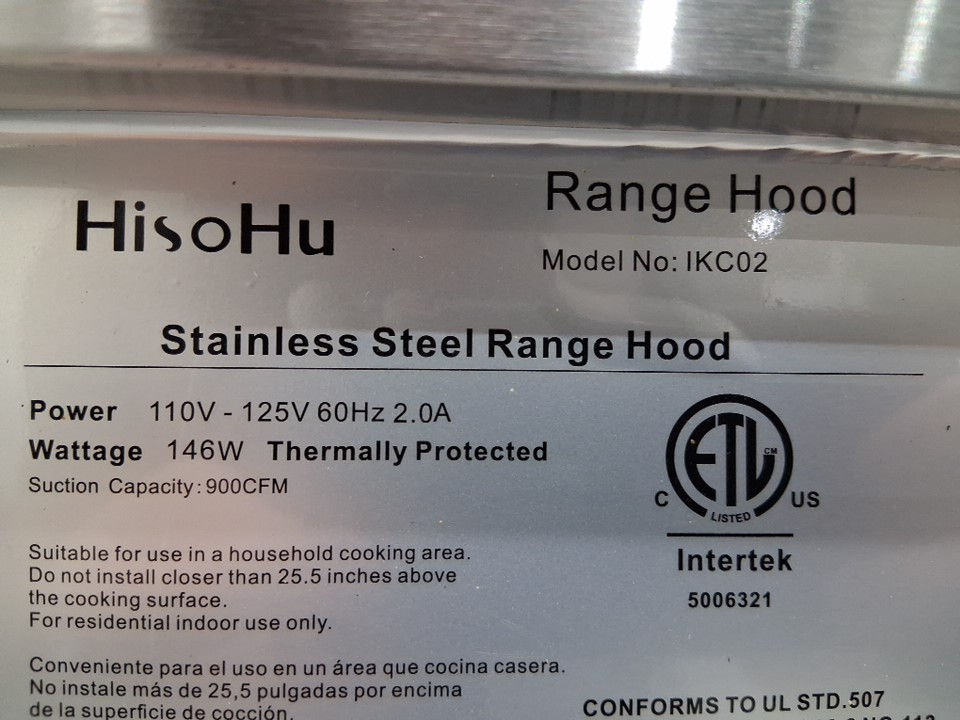 HisoHu
Range Hood
Model No: IKC02
Stainless Steel Range Hood
Power 110V - 125V 60Hz 2.0A
Wattage 146W Thermally Protected
Suction Capacity: 900CFM
ETL CM
C US
LISTED
Intertek
5006321
Suitable for use in a household cooking area.
Do not install closer than 25.5 inches above
the cooking surface.
For residential indoor use only.
Conveniente para el uso en un área que cocina casera.
No instale más de 25,5 pulgadas por encima
de la superficie de cocción.
CONFORMS TO UL STD.507